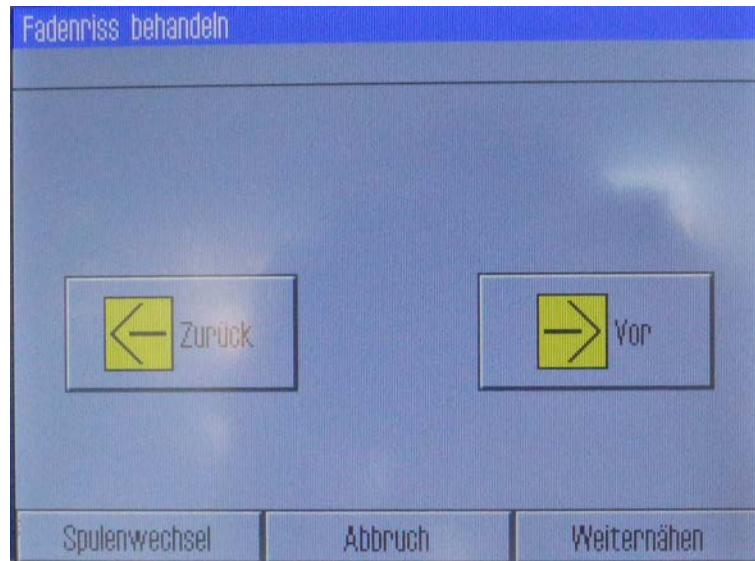 Fadenriss behandeln
Zurück
Vor
Spulenwechsel
Abbruch
Weiternähen